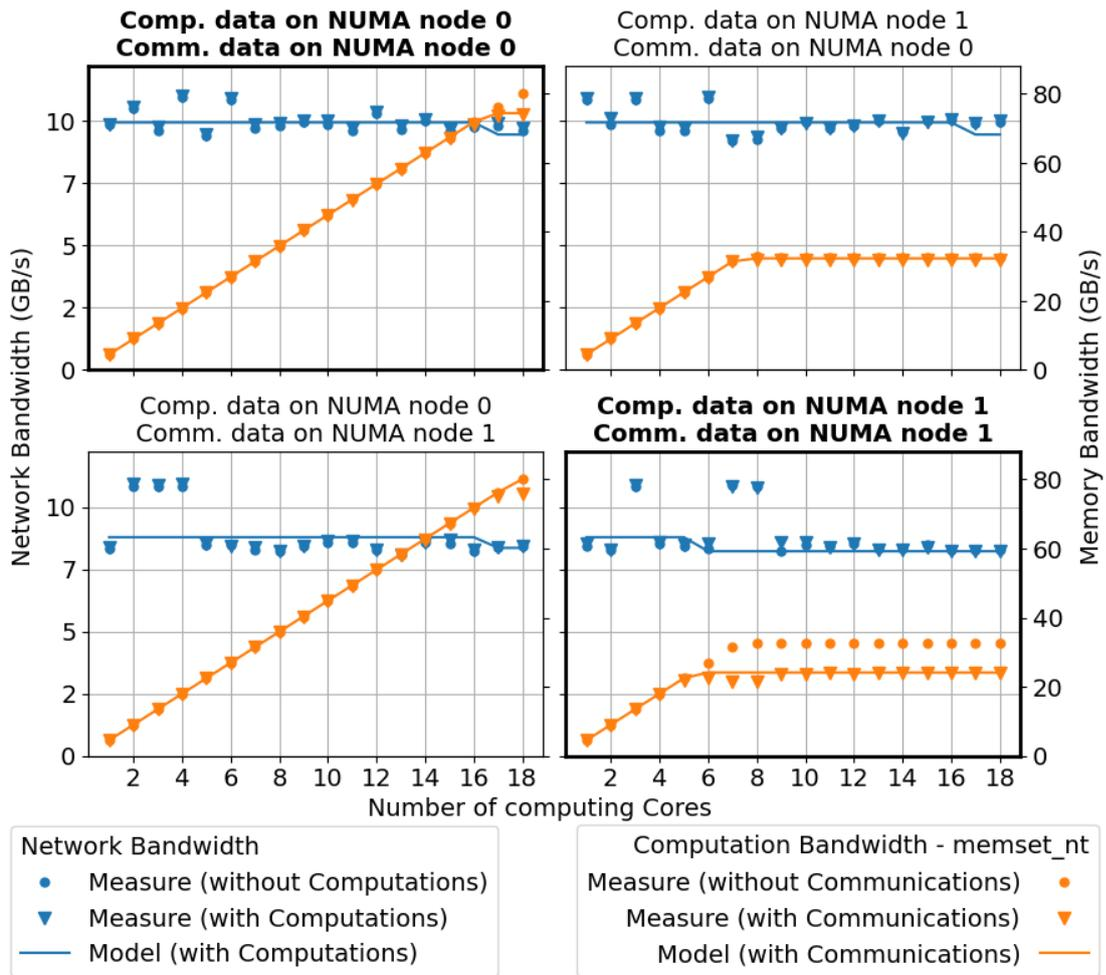 Comp. data on NUMA node 0
Comm. data on NUMA node 0
Comp. data on NUMA node 1
Comm. data on NUMA node 0
10
7
5
2
0
80
60
40
20
0
Network Bandwidth (GB/s)
Memory Bandwidth (GB/s)
Comp. data on NUMA node 0
Comm. data on NUMA node 1
Comp. data on NUMA node 1
Comm. data on NUMA node 1
10
7
5
2
0
80
60
40
20
0
2 4 6 8 10 12 14 16 18
2 4 6 8 10 12 14 16 18
Number of computing Cores
Network Bandwidth
Measure (without Computations)
Measure (with Computations)
Model (with Computations)
Computation Bandwidth - memset_nt
Measure (without Communications)
Measure (with Communications)
Model (with Communications)